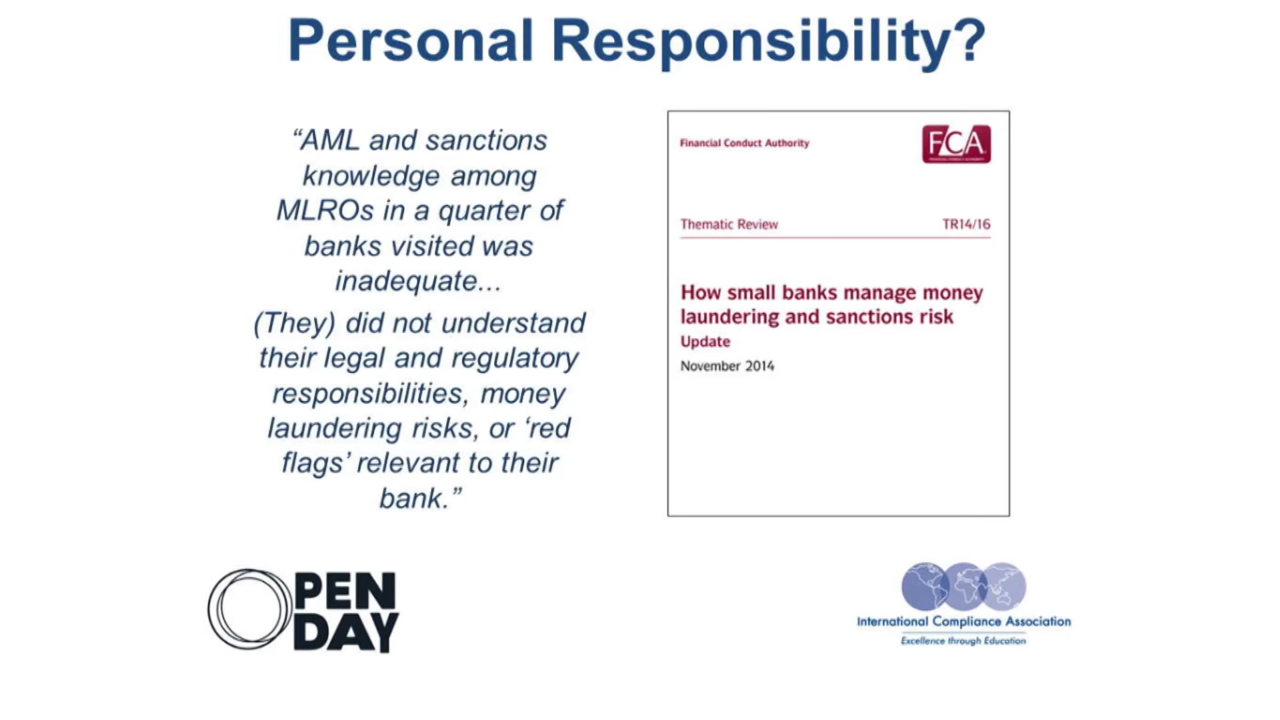 Personal Responsibility?
“AML and sanctions
knowledge among
MLROs in a quarter of
banks visited was
inadequate...
(They) did not understand
their legal and regulatory
responsibilities, money
laundering risks, or ‘red
flags’ relevant to their
bank.”
Financial Conduct Authority
FCA
FINANCIAL CONDUCT AUTHORITY
Thematic Review TR14/16
How small banks manage money
laundering and sanctions risk
Update
November 2014
OPEN
DAY
International Compliance Association
Excellence through Education